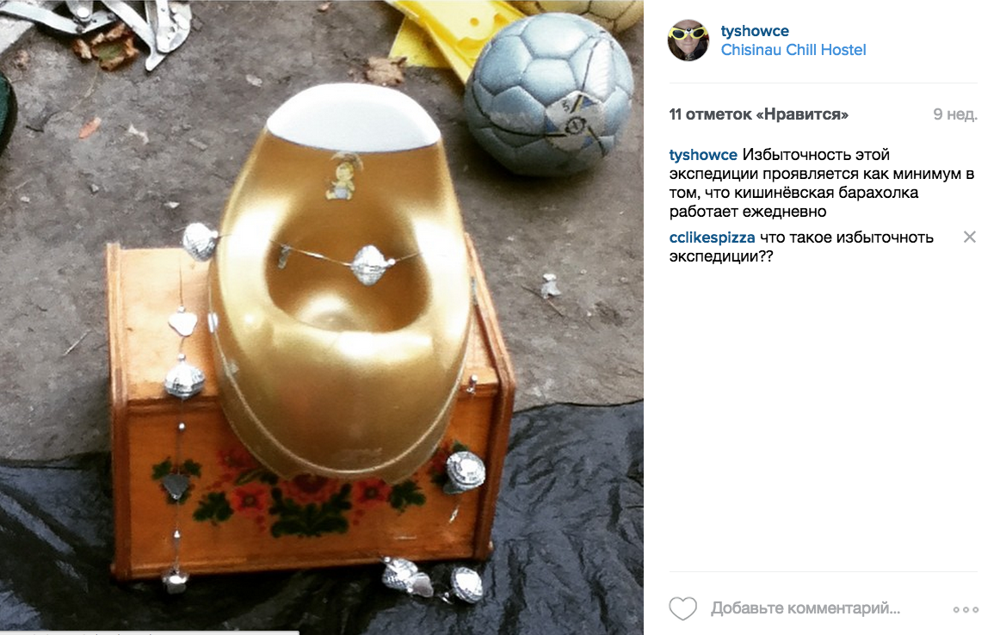 tyshowce
Chisinau Chill Hostel
11 отметок «Нравится» 9 нед.
tyshowce Избыточность этой
экспедиции проявляется как минимум в
том, что кишинёвская барахолка
работает ежедневно
cclikespizza что такое избыточноть
экспедиции??
Добавьте комментарий...